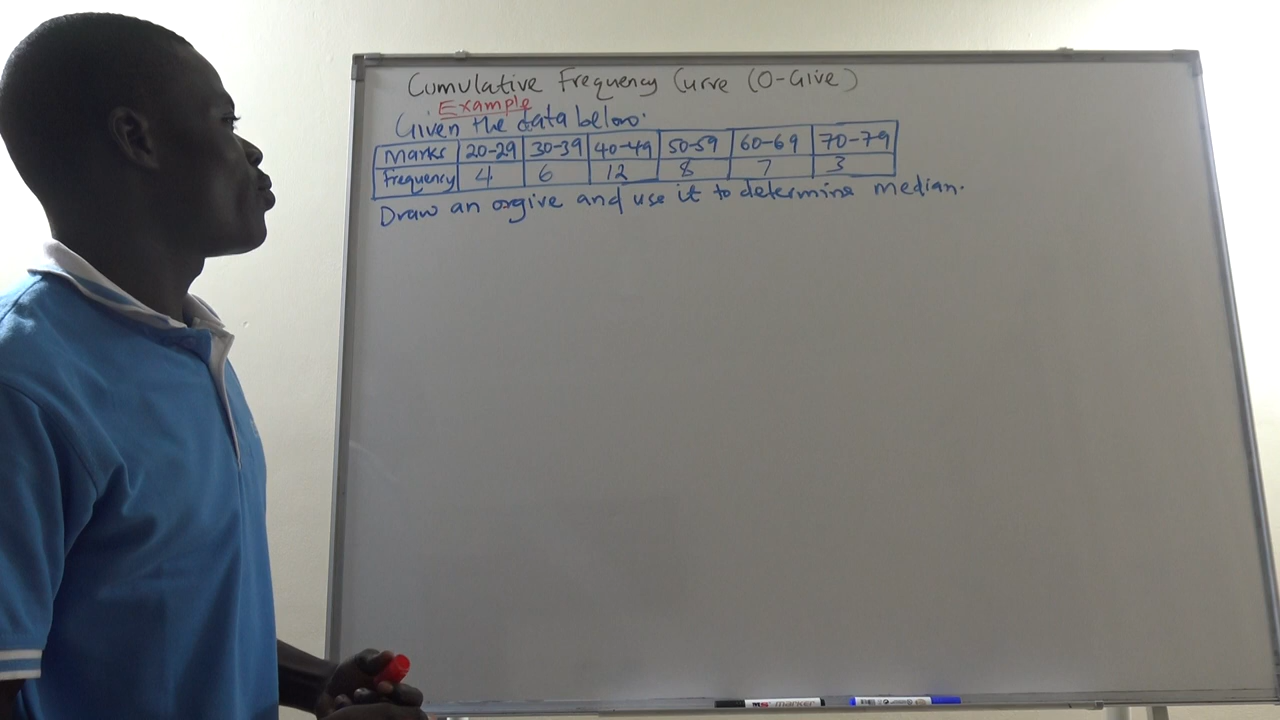 Cumulative Frequency Curve (O-Give)
Example
Given the data below.
Marks 20-29 30-39 40-49 50-59 60-69 70-79
Frequency 4 6 12 8 7 3
Draw an orgive and use it to determine median.